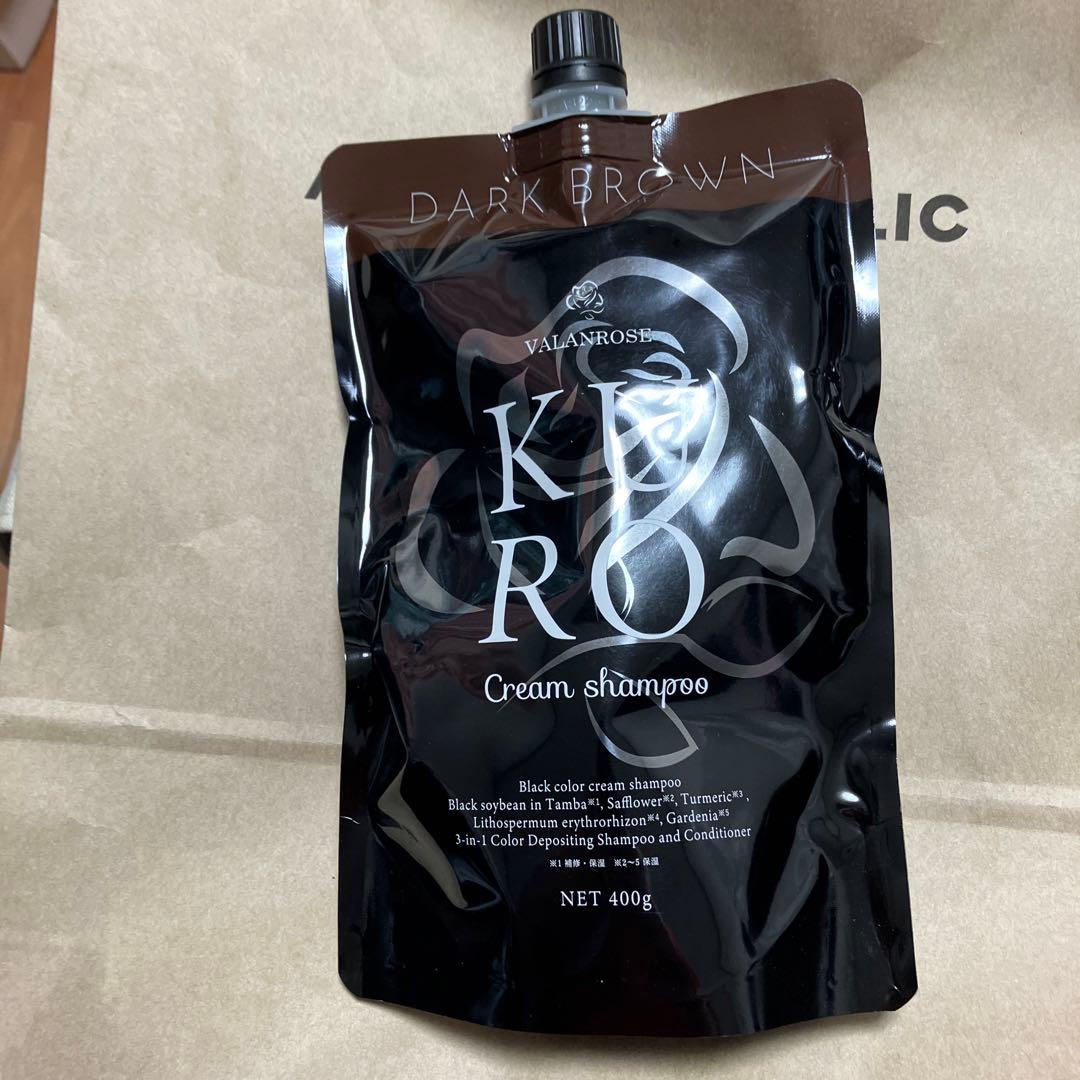 DARK BROWN
LIC
VALANROSE
KU
RO
Cream shampoo
Black color cream shampoo
Black soybean in Tamba※1, Safflower※2, Turmeric※3,
Lithospermum erythrorhizon※4, Gardenia※5
3-in-1 Color Depositing Shampoo and Conditioner
※1 補修・保湿 ※2〜5 保湿
NET 400g